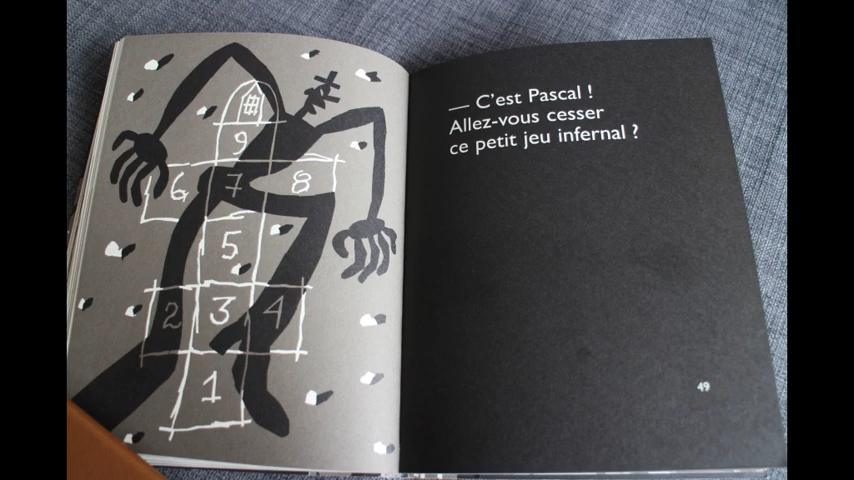 9
6 7 8
5
2 3 4
1
— C'est Pascal !
Allez-vous cesser
ce petit jeu infernal ?
49